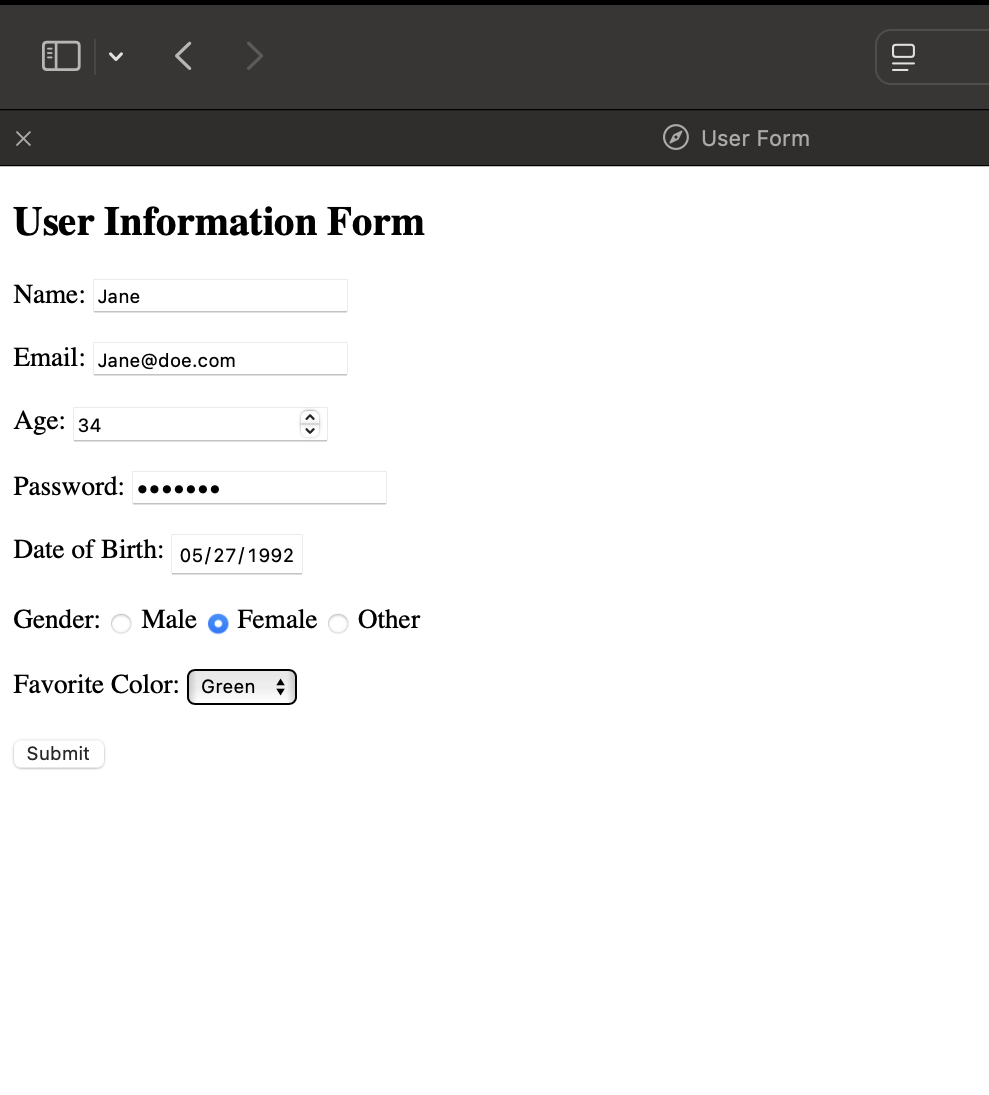 User Form
User Information Form
Name: Jane
Email: Jane@doe.com
Age: 34
Password: •••••••
Date of Birth: 05/27/1992
Gender: Male Female Other
Favorite Color: Green
Submit